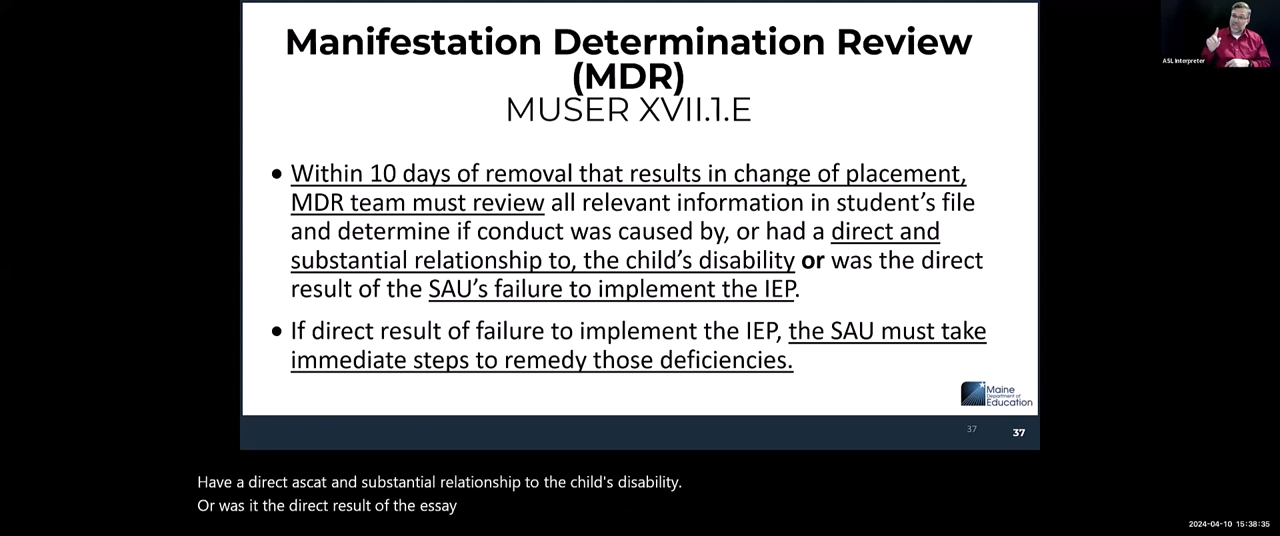 Manifestation Determination Review
(MDR)
MUSER XVII.1.E
• Within 10 days of removal that results in change of placement,
MDR team must review all relevant information in student's file
and determine if conduct was caused by, or had a direct and
substantial relationship to, the child's disability or was the direct
result of the SAU's failure to implement the IEP.
• If direct result of failure to implement the IEP, the SAU must take
immediate steps to remedy those deficiencies.
Maine
Department of
Education
37
37
ASL Interpreter
Have a direct ascat and substantial relationship to the child's disability.
Or was it the direct result of the essay
2024-04-10 15:38:35